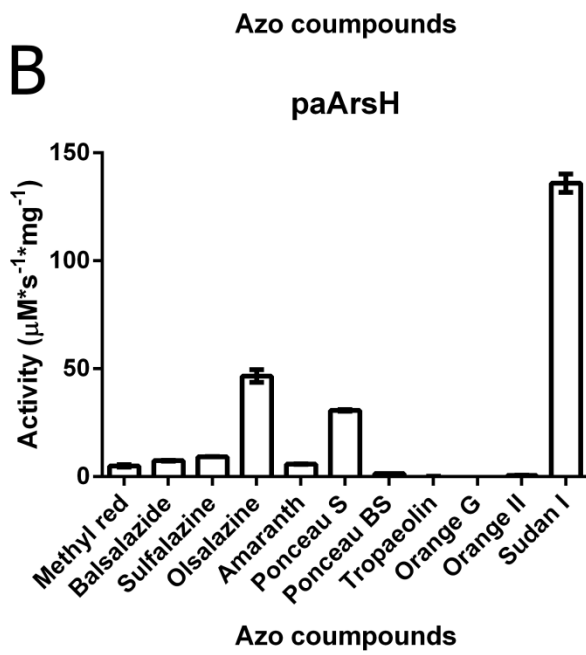 Azo coumpounds
B
paArsH
Activity (µM*s⁻¹*mg⁻¹)
150
100
50
0
Methyl red
Balsalazide
Sulfalazine
Olsalazine
Amaranth
Ponceau S
Ponceau BS
Tropaeolin
Orange G
Orange II
Sudan I
Azo coumpounds